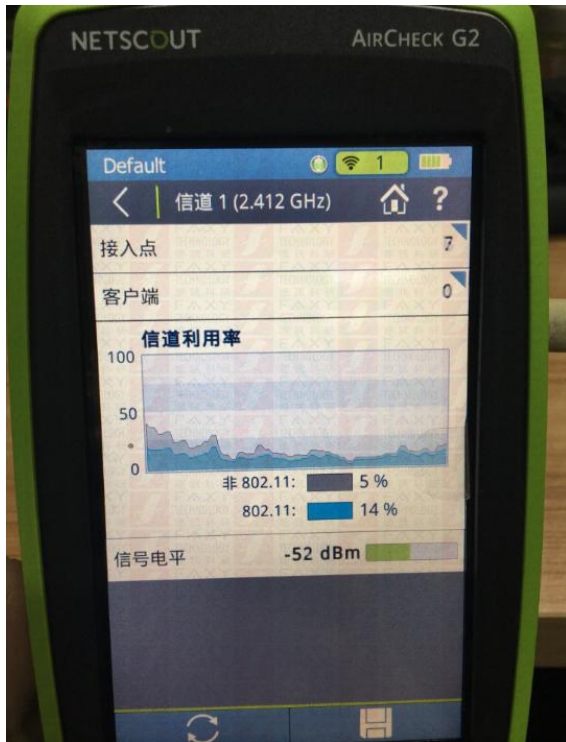 NETSCOUT AIRCHECK G2
Default 1
信道 1 (2.412 GHz) ?
接入点 7
客户端 0
信道利用率
100
50
0
非 802.11: 5 %
802.11: 14 %
信号电平 -52 dBm